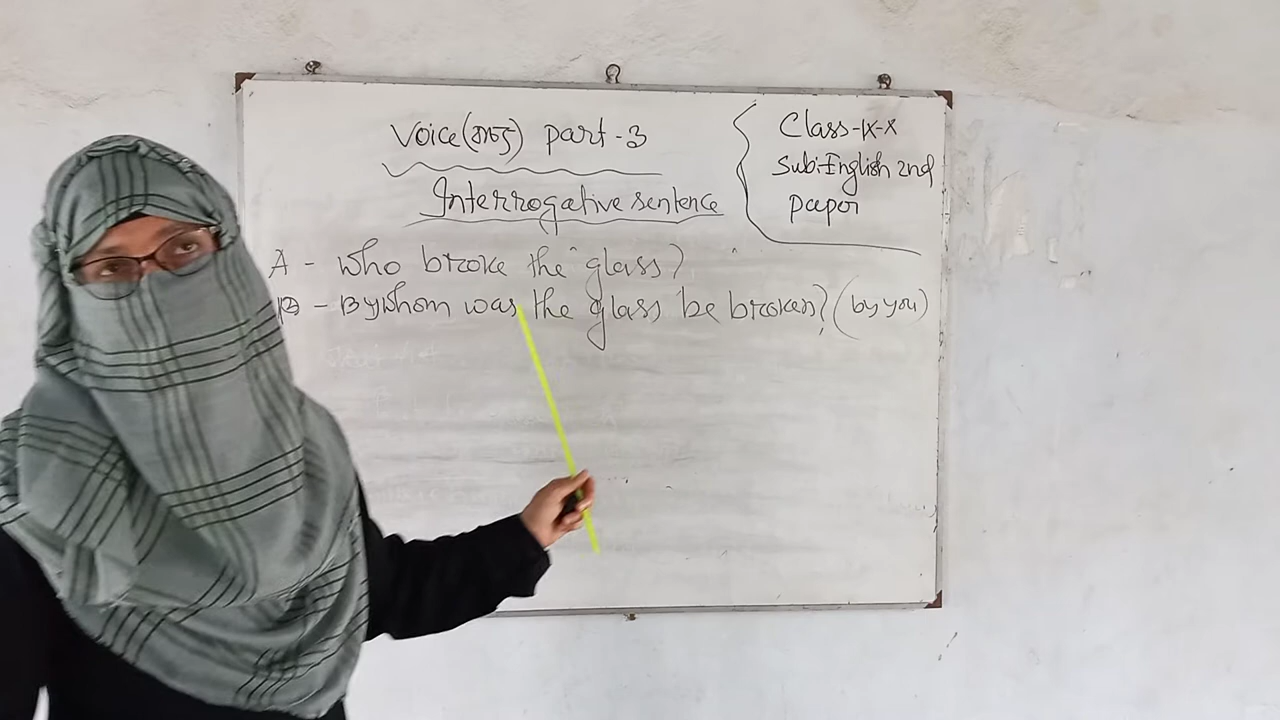 Voice (বাচ্য) part-3
Interrogative sentence
Class-IX-X
Sub:English 2nd
paper
A - Who broke the glass?
B - By whom was the glass be broken? (by you)